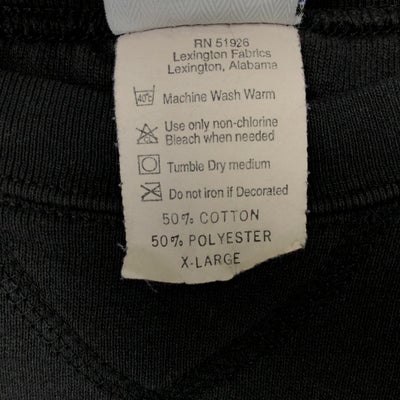 RN 51926
Lexington Fabrics
Lexington, Alabama
40°C Machine Wash Warm
Use only non-chlorine
Bleach when needed
Tumble Dry medium
Do not iron if Decorated
50% COTTON
50% POLYESTER
X-LARGE